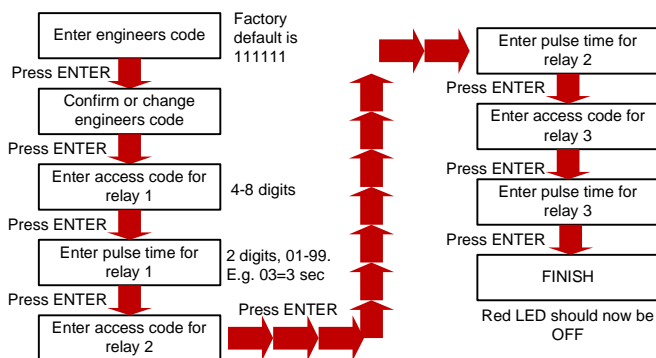 Enter engineers code
Factory
default is
111111
Press ENTER
Confirm or change
engineers code
Press ENTER
Enter access code for
relay 1
4-8 digits
Press ENTER
Enter pulse time for
relay 1
2 digits, 01-99.
E.g. 03=3 sec
Press ENTER
Enter access code for
relay 2
Press ENTER
Enter pulse time for
relay 2
Press ENTER
Enter access code for
relay 3
Press ENTER
Enter pulse time for
relay 3
Press ENTER
FINISH
Red LED should now be
OFF